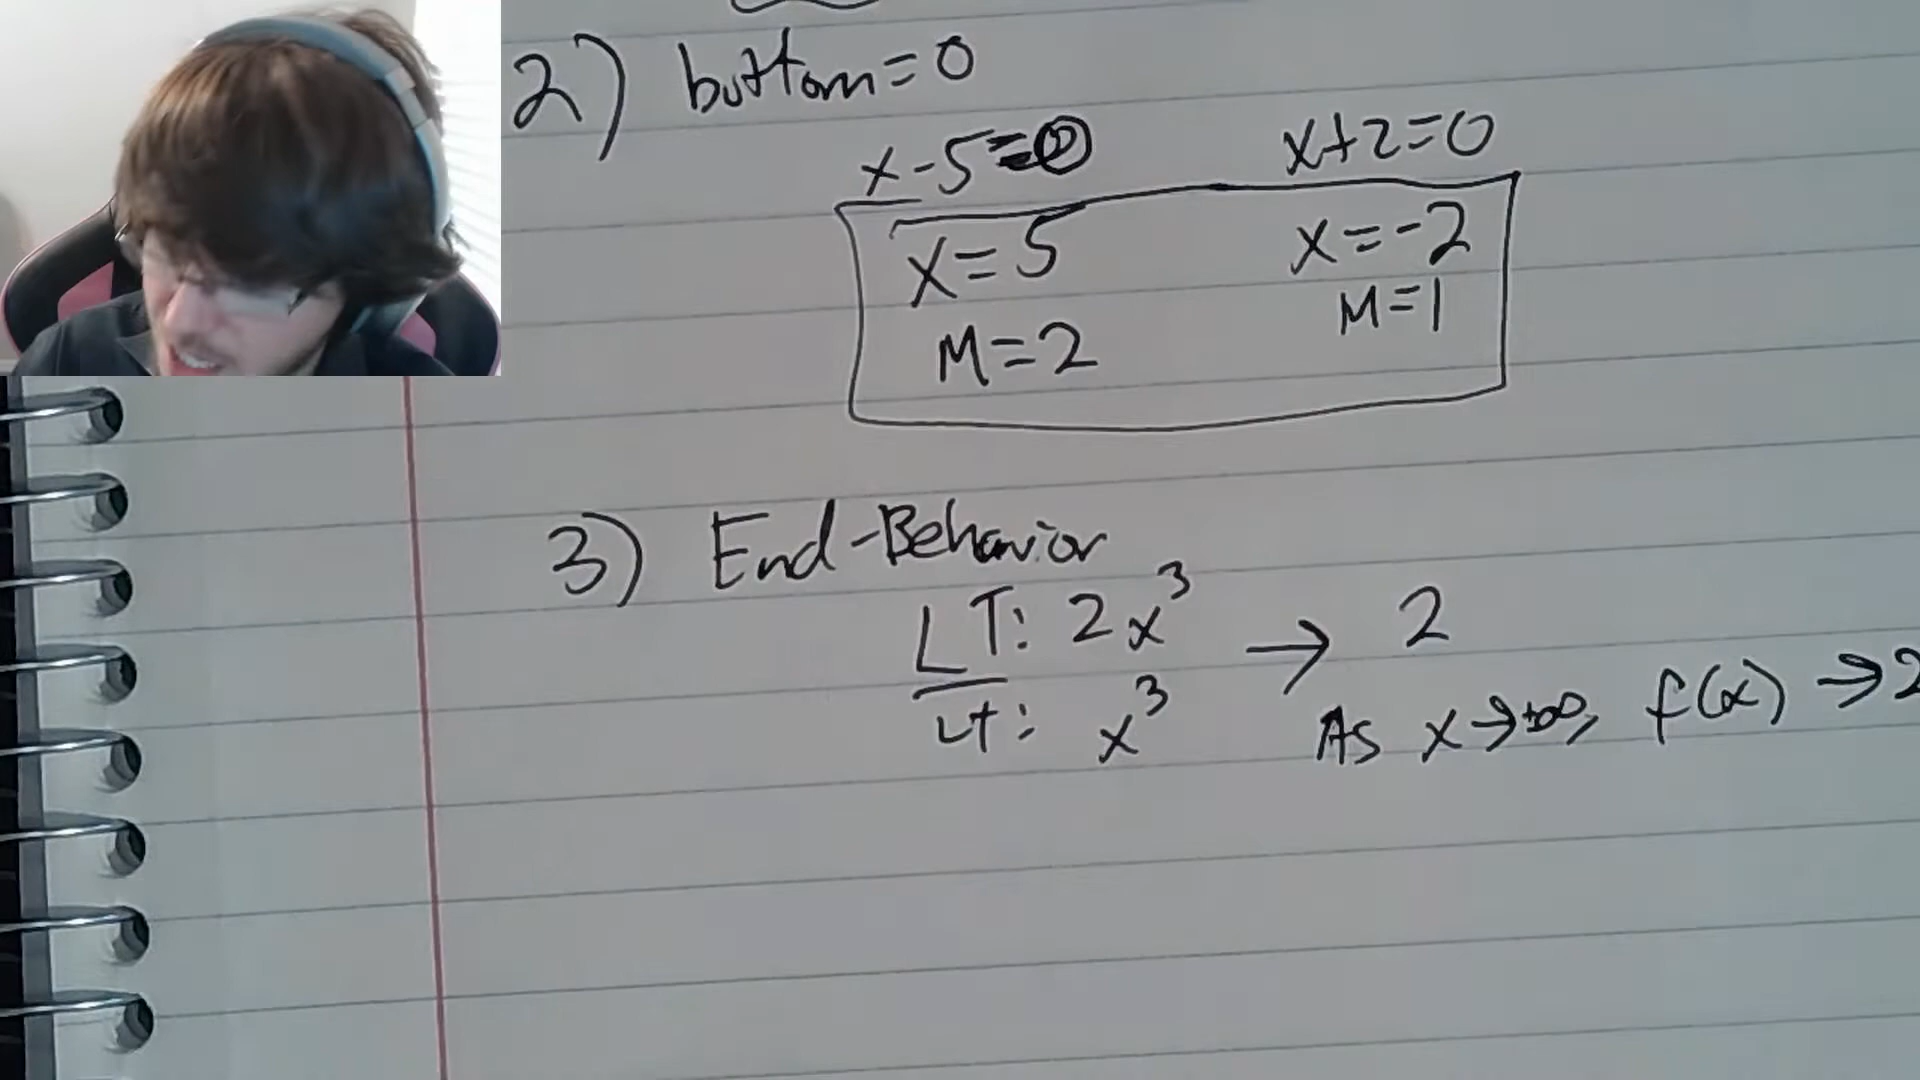 2) bottom=0
x-5=0 x+2=0
x=5 x=-2
M=2 M=1
3) End-Behavior
LT: 2x³ → 2
LT: x³ As x→±∞, f(x)→2